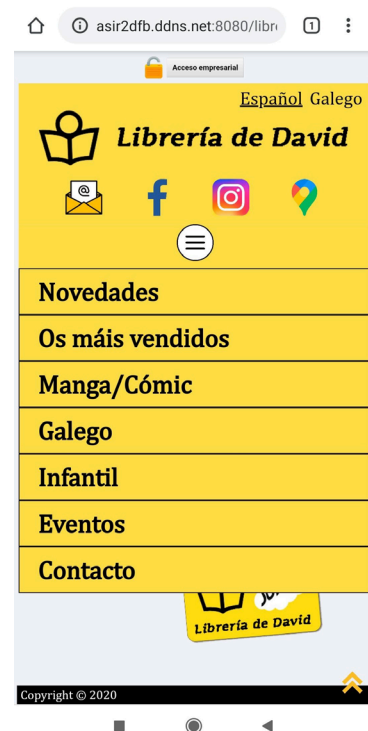 asir2dfb.ddns.net:8080/libr
1
Acceso empresarial
Español Galego
Librería de David
@
Novedades
Os máis vendidos
Manga/Cómic
Galego
Infantil
Eventos
Contacto
Librería de David
Copyright © 2020